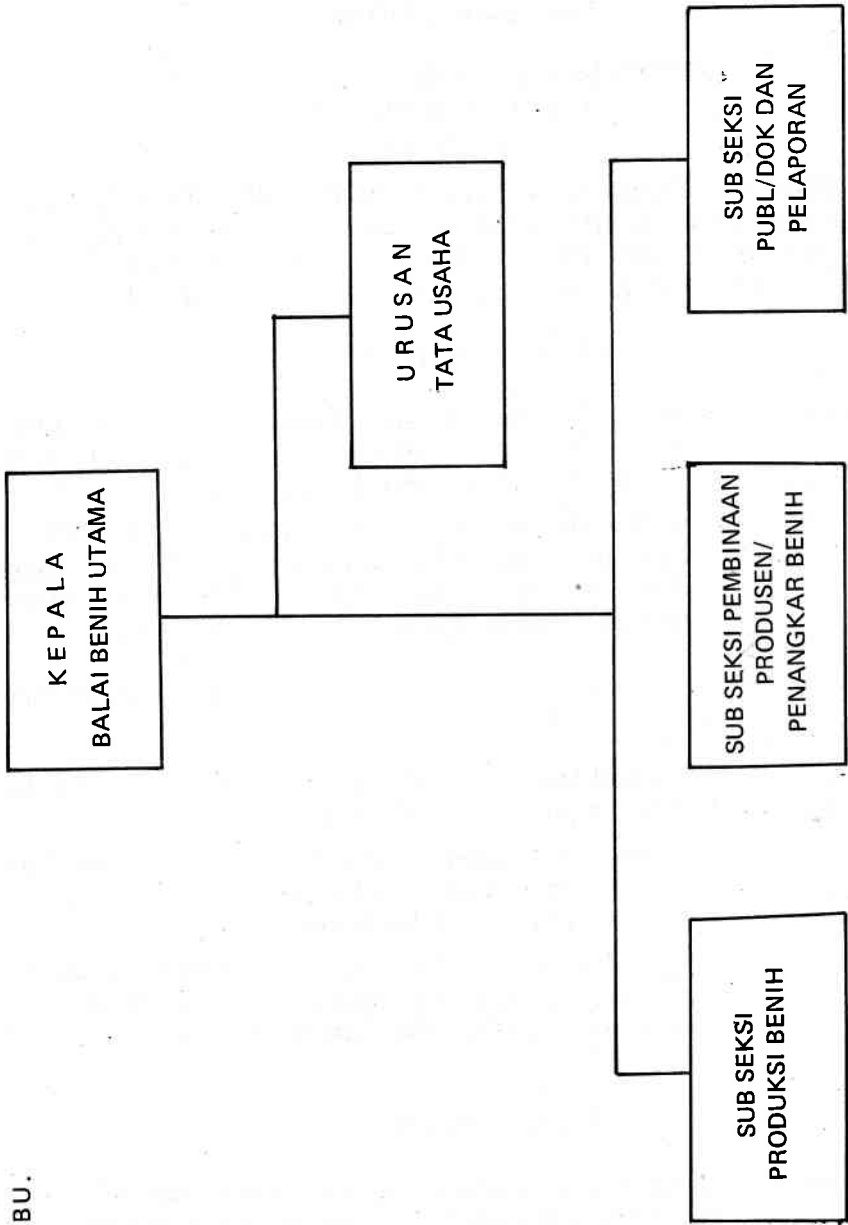 BU.
K E P A L A
BALAI BENIH UTAMA
U R U S A N
TATA USAHA
SUB SEKSI
PRODUKSI BENIH
SUB SEKSI PEMBINAAN
PRODUSEN/
PENANGKAR BENIH
SUB SEKSI
PUBL/DOK DAN
PELAPORAN